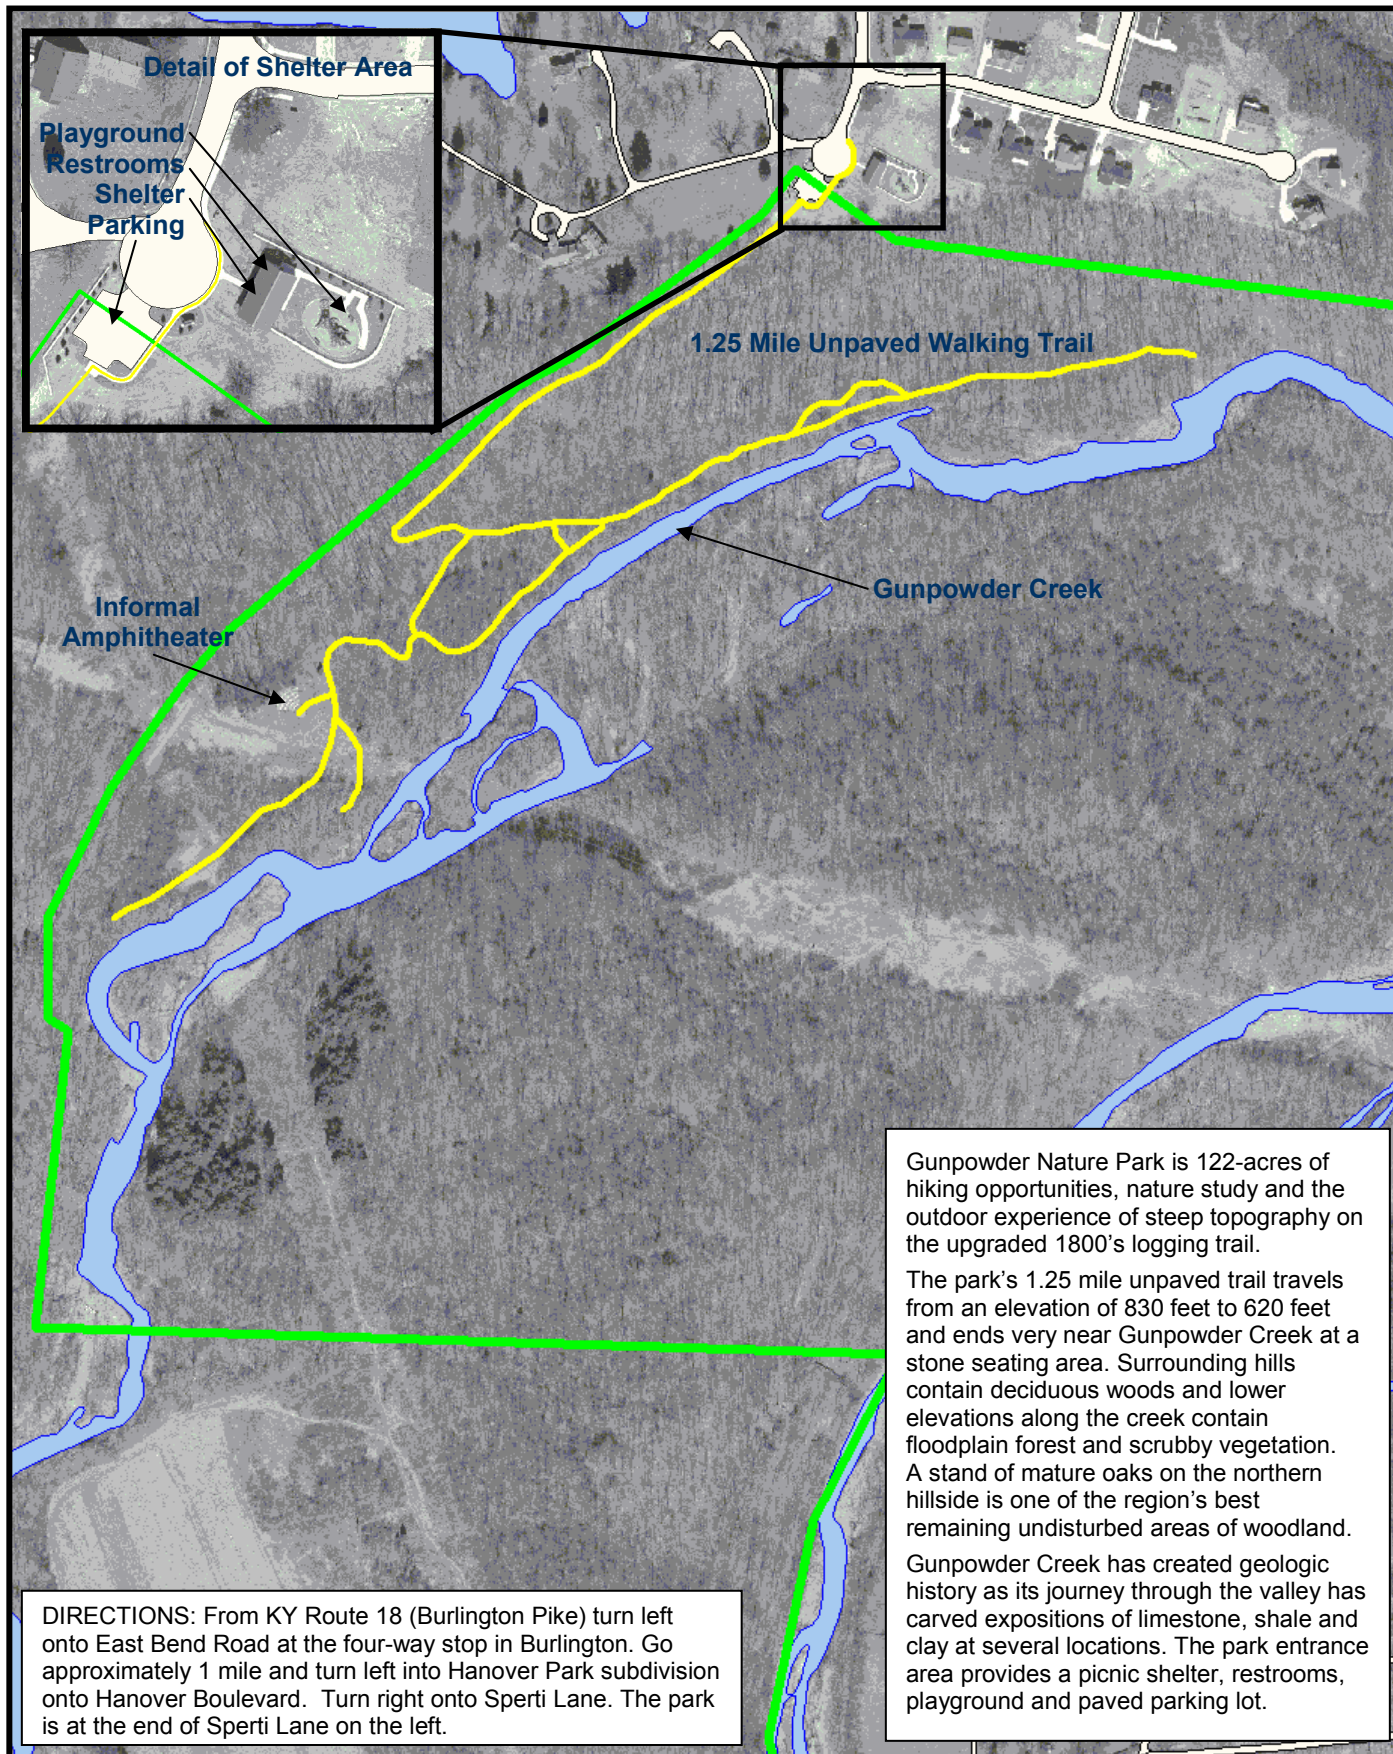 Detail of Shelter Area
Playground
Restrooms
Shelter
Parking
1.25 Mile Unpaved Walking Trail
Gunpowder Creek
Informal
Amphitheater
Gunpowder Nature Park is 122-acres of
hiking opportunities, nature study and the
outdoor experience of steep topography on
the upgraded 1800’s logging trail.
The park’s 1.25 mile unpaved trail travels
from an elevation of 830 feet to 620 feet
and ends very near Gunpowder Creek at a
stone seating area. Surrounding hills
contain deciduous woods and lower
elevations along the creek contain
floodplain forest and scrubby vegetation.
A stand of mature oaks on the northern
hillside is one of the region’s best
remaining undisturbed areas of woodland.
Gunpowder Creek has created geologic
history as its journey through the valley has
carved expositions of limestone, shale and
clay at several locations. The park entrance
area provides a picnic shelter, restrooms,
playground and paved parking lot.
DIRECTIONS: From KY Route 18 (Burlington Pike) turn left
onto East Bend Road at the four-way stop in Burlington. Go
approximately 1 mile and turn left into Hanover Park subdivision
onto Hanover Boulevard.  Turn right onto Sperti Lane. The park
is at the end of Sperti Lane on the left.